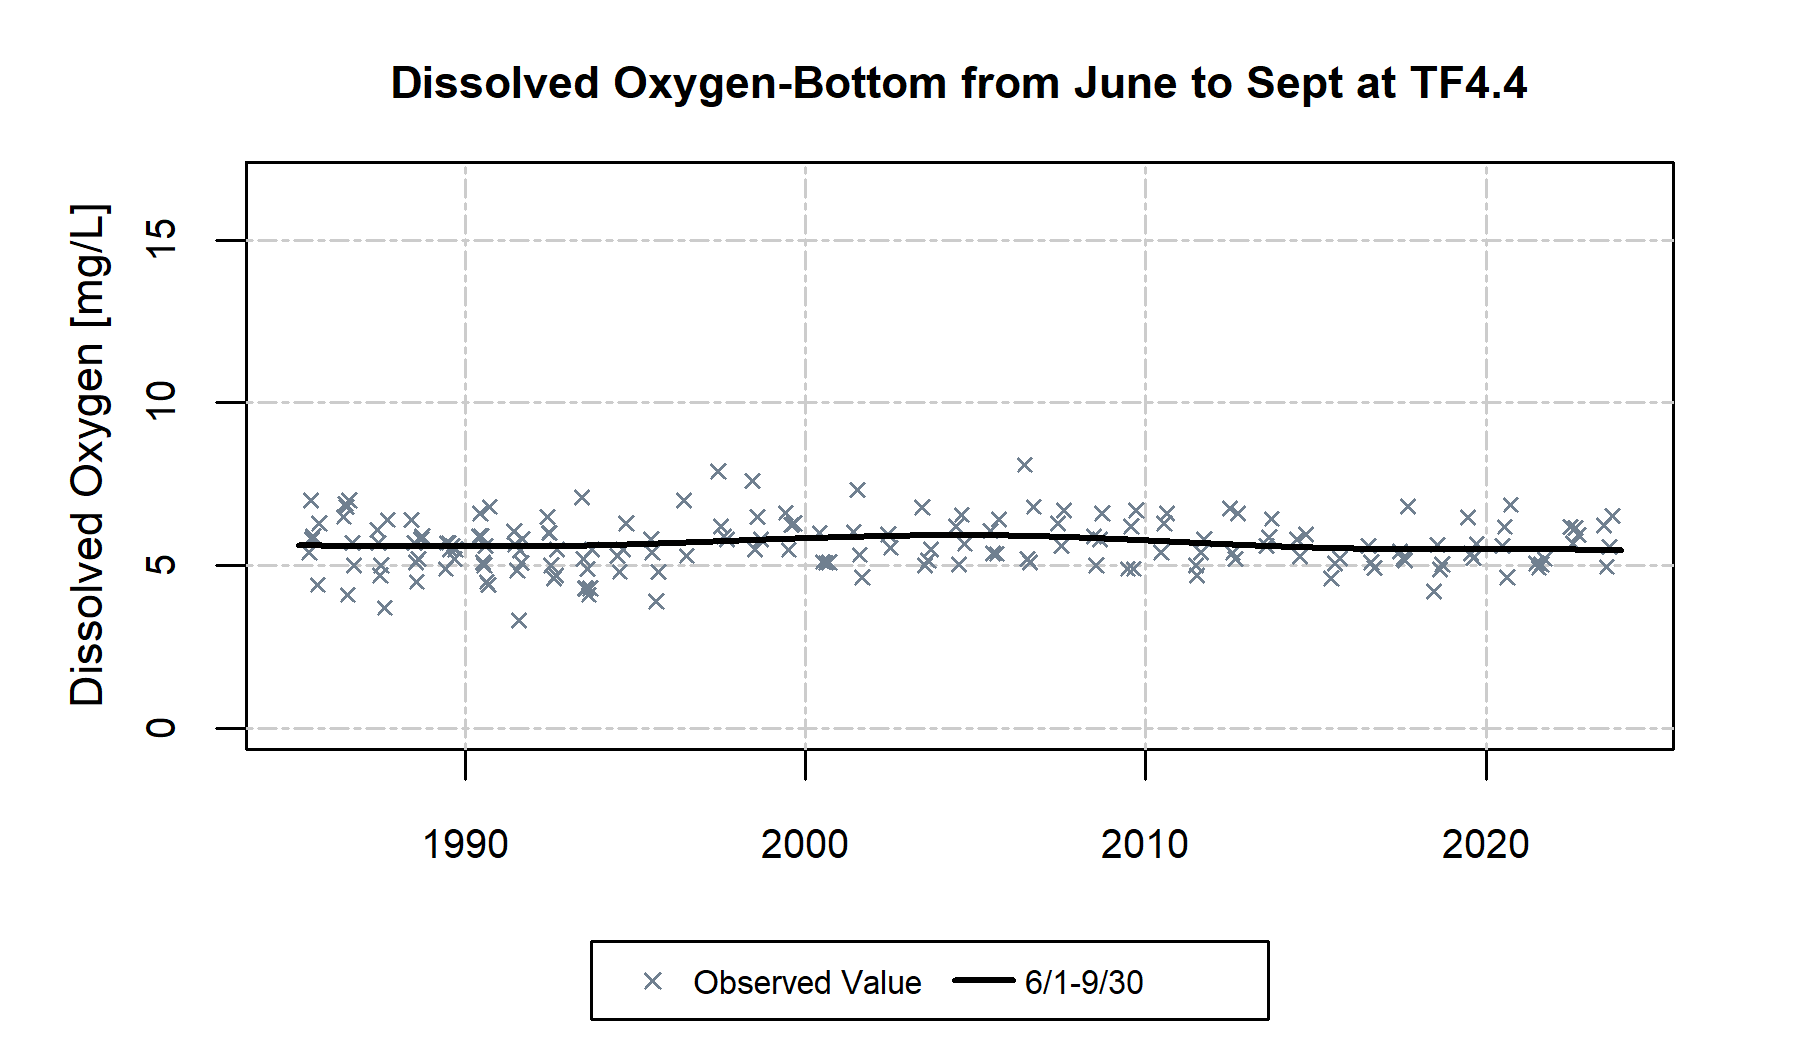 Dissolved Oxygen-Bottom from June to Sept at TF4.4
Dissolved Oxygen [mg/L]
15
10
5
0
1990 2000 2010 2020
Observed Value 6/1-9/30